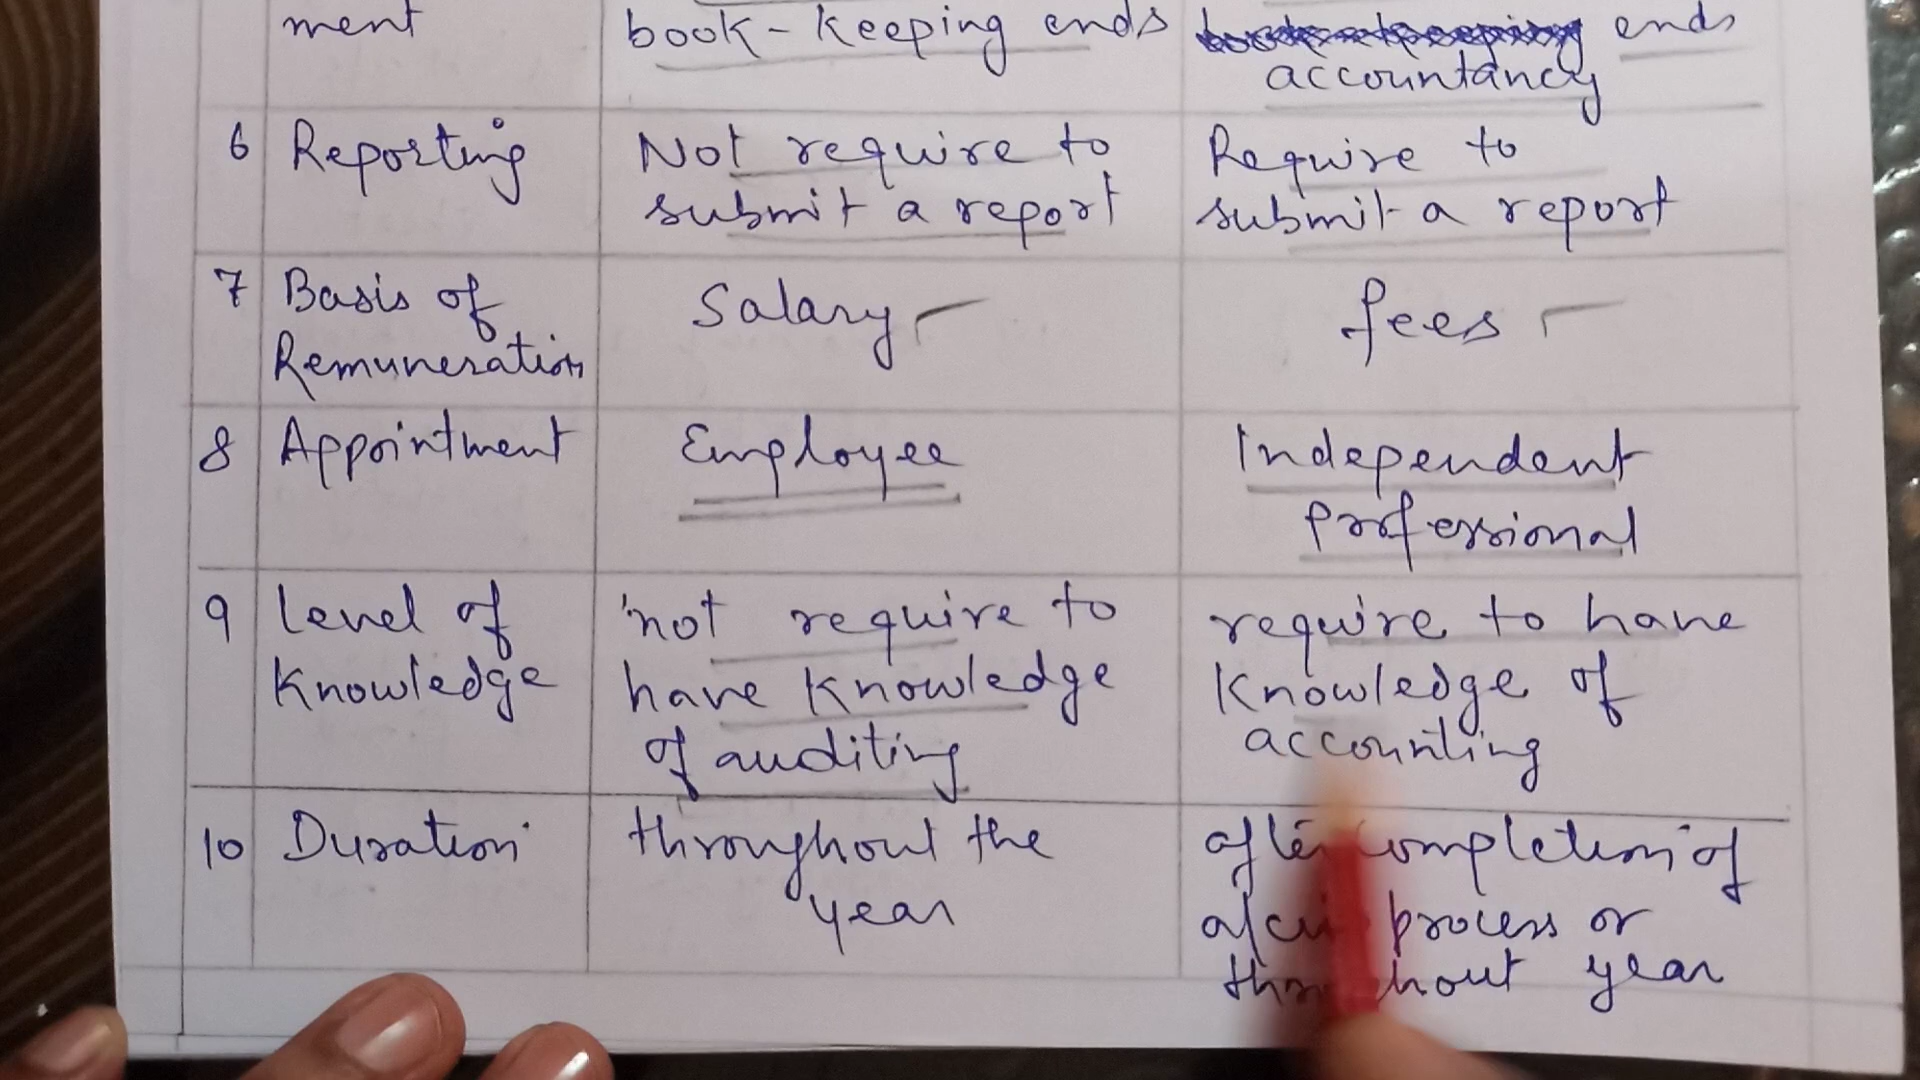 ment book-keeping ends ends
accountancy
6 Reporting Not require to Require to
submit a report submit a report
7 Basis of Salary fees
Remuneration
8 Appointment Employee Independent
Professional
9 Level of not require to require to have
Knowledge have knowledge Knowledge of
of auditing accounting
10 Duration throughout the completion of
year process or
year